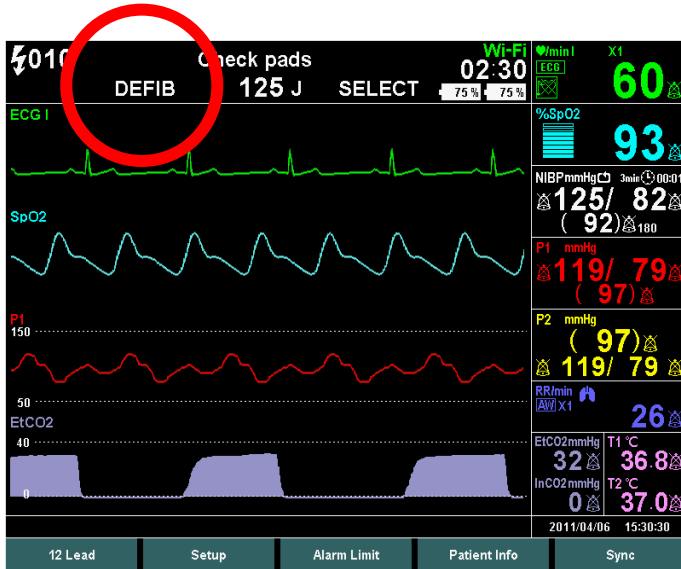 010
Check pads
Wi-Fi
02:30
DEFIB
125 J
SELECT
75 %
75 %
ECG I
SpO2
P1
150
50
EtCO2
40
0
/min I
X1
ECG
60
%SpO2
93
NIBPmmHg
3min
00:01
125/ 82
( 92)
180
P1 mmHg
119/ 79
( 97)
P2 mmHg
( 97)
119/ 79
RR/min
AW X1
26
EtCO2mmHg
32
T1 °C
36.8
InCO2mmHg
0
T2 °C
37.0
2011/04/06 15:30:30
12 Lead
Setup
Alarm Limit
Patient Info
Sync